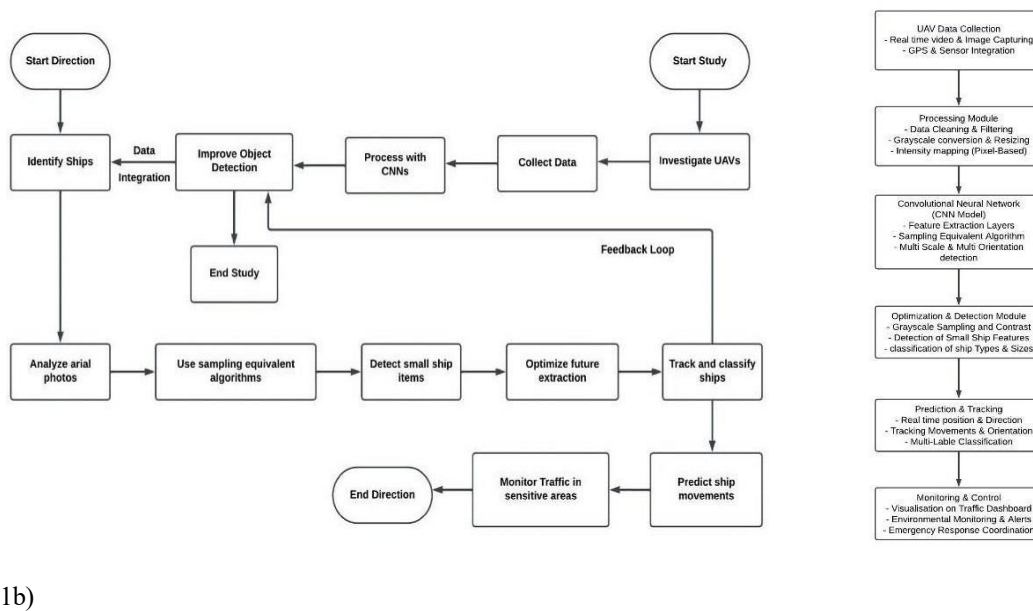 Start Direction
Start Study
Identify Ships
Data
Integration
Improve Object
Detection
Process with
CNNs
Collect Data
Investigate UAVs
End Study
Feedback Loop
Analyze arial
photos
Use sampling equivalent
algorithms
Detect small ship
items
Optimize future
extraction
Track and classify
ships
End Direction
Monitor Traffic in
sensitive areas
Predict ship
movements
UAV Data Collection
- Real time video & Image Capturing
- GPS & Sensor Integration
Processing Module
- Data Cleaning & Filtering
- Grayscale conversion & Resizing
- Intensity mapping (Pixel-Based)
Convolutional Neural Network
(CNN Model)
- Feature Extraction Layers
- Sampling Equivalent Algorithm
- Multi Scale & Multi Orientation
detection
Optimization & Detection Module
- Grayscale Sampling and Contrast
- Detection of Small Ship Features
- classification of ship Types & Sizes
Prediction & Tracking
- Real time position & Direction
- Tracking Movements & Orientation
- Multi-Lable Classification
Monitoring & Control
- Visualisation on Traffic Dashboard
- Environmental Monitoring & Alerts
- Emergency Response Coordination
1b)